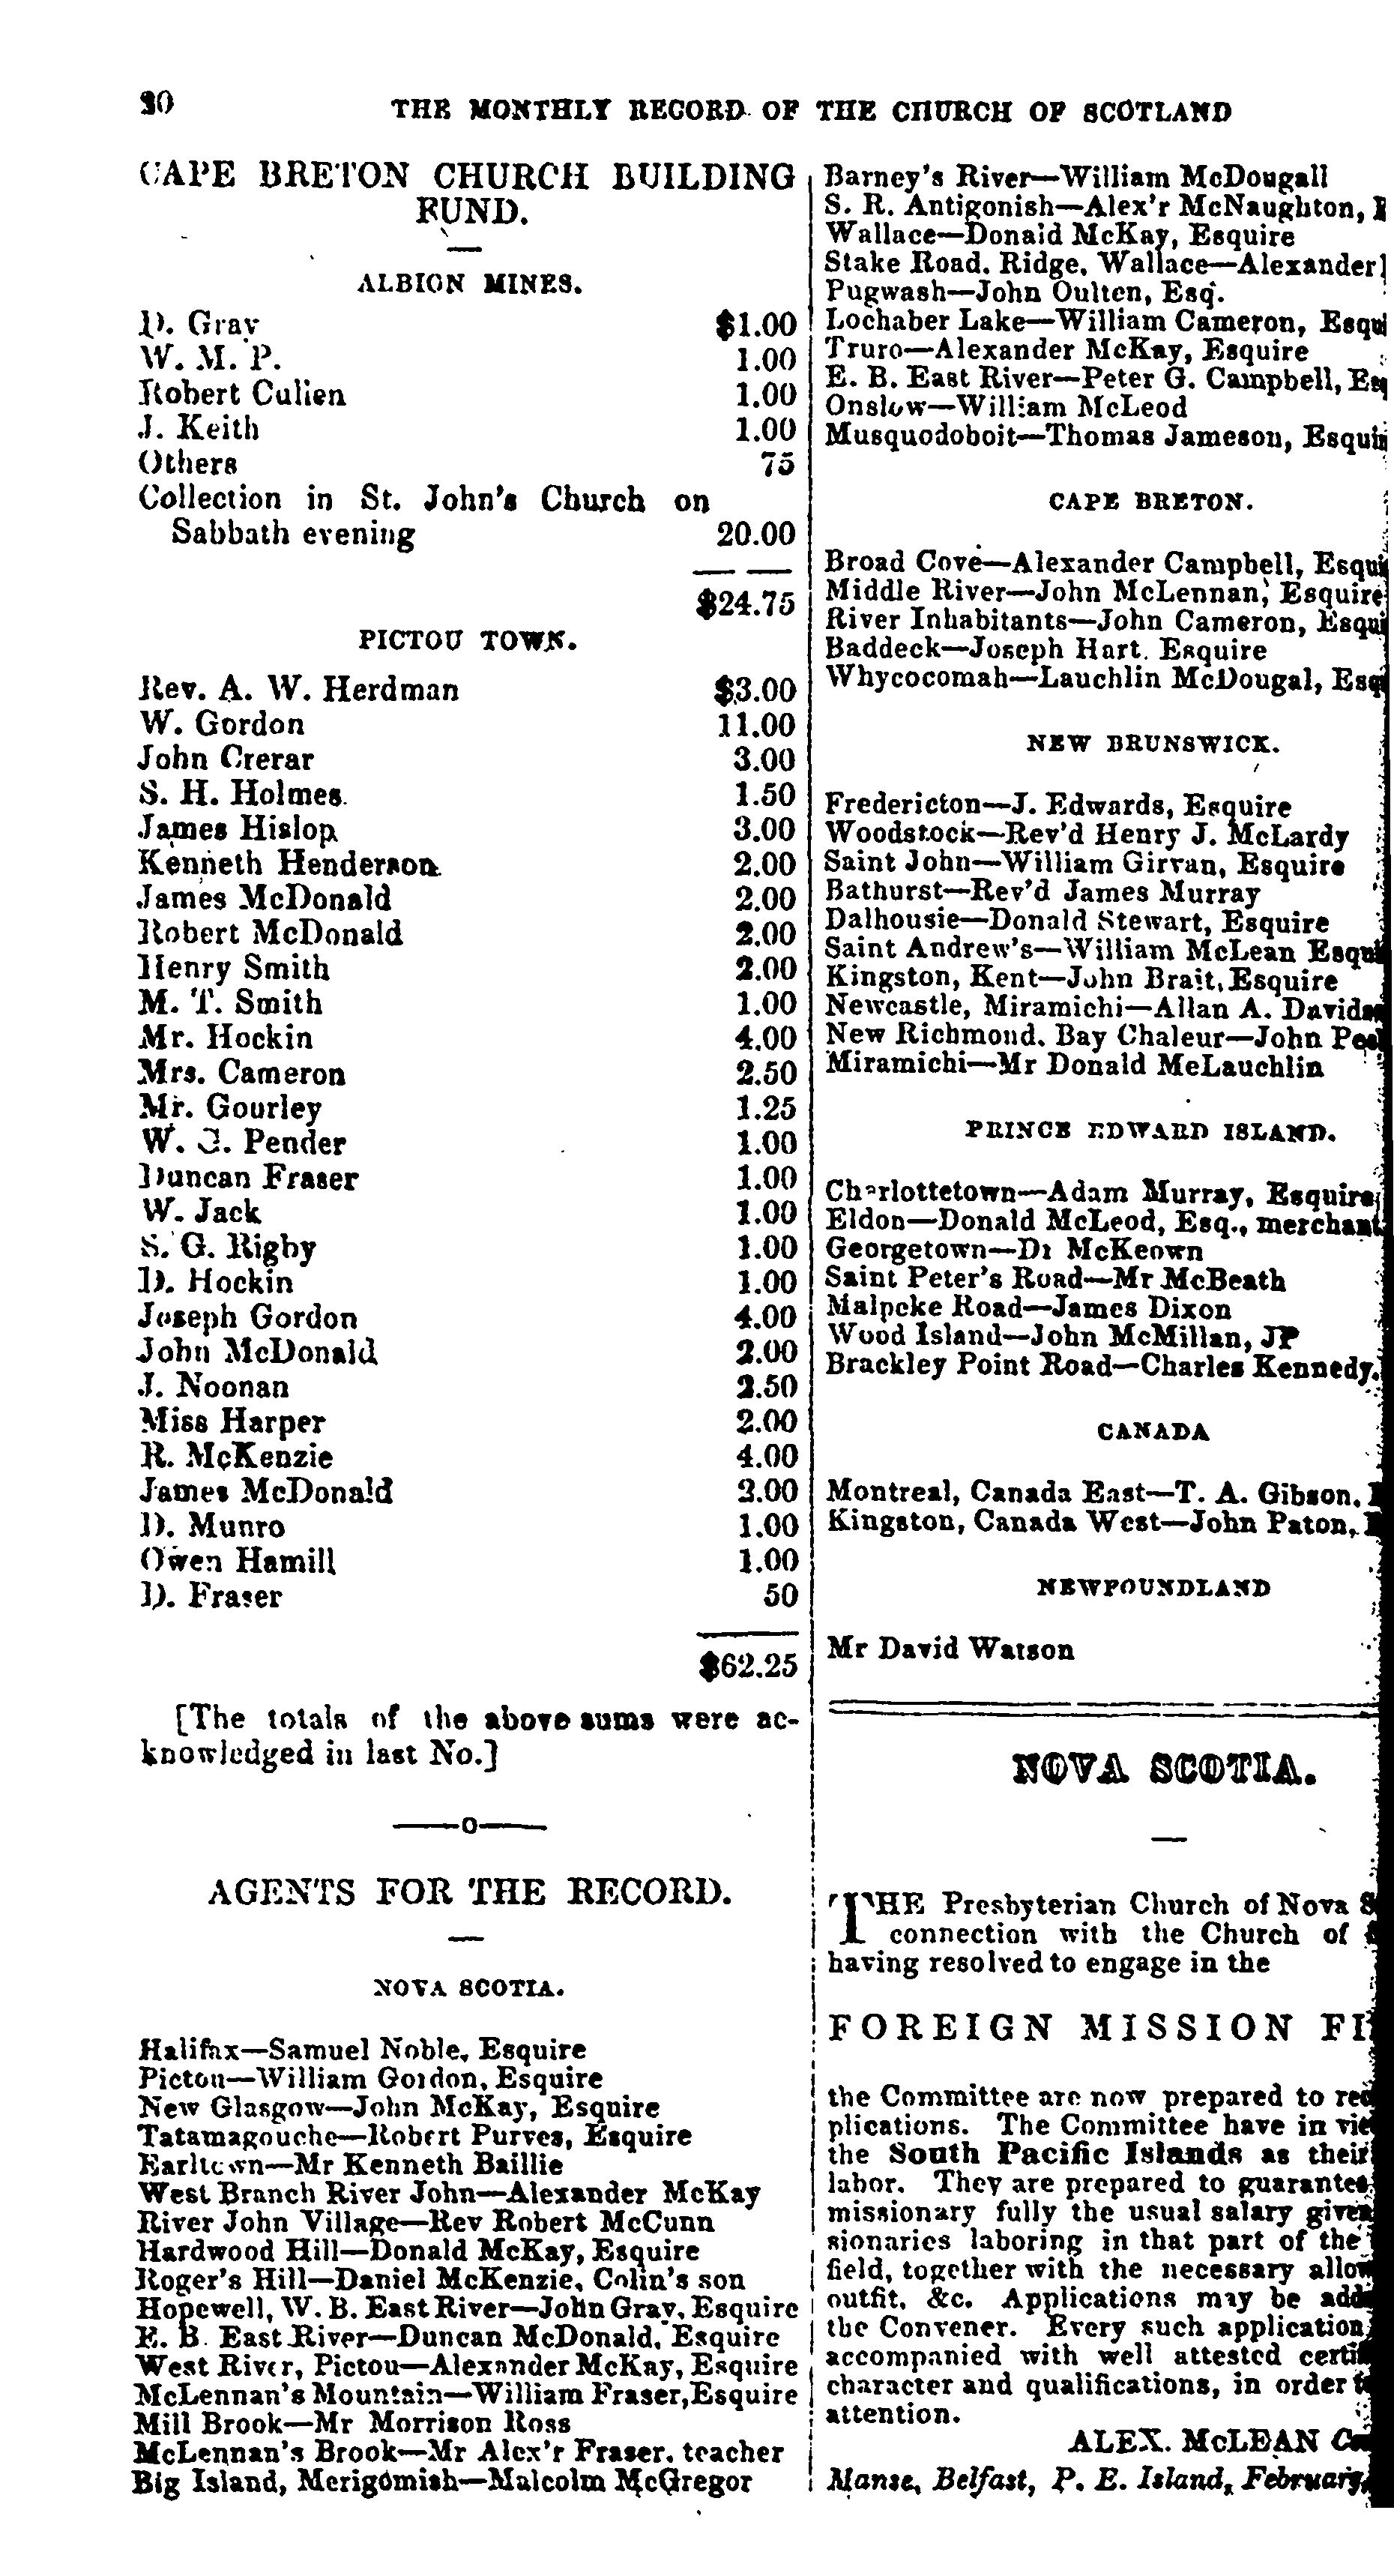 20 THE MONTHLY RECORD OF THE CHURCH OF SCOTLAND
CAPE BRETON CHURCH BUILDING
FUND.
ALBION MINES.
D. Gray $1.00
W. M. P. 1.00
Robert Cullen 1.00
J. Keith 1.00
Others 75
Collection in St. John's Church on
Sabbath evening 20.00
$24.75
PICTOU TOWN.
Rev. A. W. Herdman $3.00
W. Gordon 11.00
John Crerar 3.00
S. H. Holmes 1.50
James Hislop 3.00
Kenneth Henderson 2.00
James McDonald 2.00
Robert McDonald 2.00
Henry Smith 2.00
M. T. Smith 1.00
Mr. Hockin 4.00
Mrs. Cameron 2.50
Mr. Gourley 1.25
W. Pender 1.00
Duncan Fraser 1.00
W. Jack 1.00
S. G. Rigby 1.00
D. Hockin 1.00
Joseph Gordon 4.00
John McDonald 2.00
J. Noonan 2.50
Miss Harper 2.00
R. McKenzie 4.00
James McDonald
D. Munro 1.00
Owen Hamill 1.00
D. Fraser 50
$62.25
[The totals of the above sums were ac-
knowledged in last No.]
——o——
AGENTS FOR THE RECORD.
NOVA SCOTIA.
Halifax—Samuel Noble, Esquire
Pictou—William Gordon, Esquire
New Glasgow—John McKay, Esquire
Tatamagouche—Robert Purves, Esquire
Earltown—Mr Kenneth Baillie
West Branch River John—Alexander McKay
River John Village—Rev Robert McCunn
Hardwood Hill—Donald McKay, Esquire
Roger's Hill—Daniel McKenzie, Colin's son
Hopewell, W. B. East River—John Gray, Esquire
E. B. East River—Duncan McDonald, Esquire
West River, Pictou—Alexander McKay, Esquire
McLennan's Mountain—William Fraser, Esquire
Mill Brook—Mr Morrison Ross
McLennan's Brook—Mr Alex'r Fraser, teacher
Big Island, Merigomish—Malcolm McGregor
Barney's River—William McDougall
S. R. Antigonish—Alex'r McNaughton,
Wallace—Donald McKay, Esquire
Stake Road, Ridge, Wallace—Alexander
Pugwash—John Oulten, Esq.
Lochaber Lake—William Cameron, Esqui
Truro—Alexander McKay, Esquire
E. B. East River—Peter G. Campbell, Esq
Onslow—William McLeod
Musquodoboit—Thomas Jameson, Esqui
CAPE BRETON.
Broad Cove—Alexander Campbell, Esqui
Middle River—John McLennan, Esquire
River Inhabitants—John Cameron, Esqui
Baddeck—Joseph Hart, Esquire
Whycocomah—Lauchlin McDougal, Esq
NEW BRUNSWICK.
Fredericton—J. Edwards, Esquire
Woodstock—Rev'd Henry J. McLardy
Saint John—William Girvan, Esquire
Bathurst—Rev'd James Murray
Dalhousie—Donald Stewart, Esquire
Saint Andrew's—William McLean Esqu
Kingston, Kent—John Brait, Esquire
Newcastle, Miramichi—Allan A. Davids
New Richmond, Bay Chaleur—John
Miramichi—Mr Donald McLauchlin
PRINCE EDWARD ISLAND.
Charlottetown—Adam Murray, Esquire
Eldon—Donald McLeod, Esq., merchant
Georgetown—Dr McKeown
Saint Peter's Road—Mr McBeath
Malpeke Road—James Dixon
Wood Island—John McMillan, JP
Brackley Point Road—Charles Kennedy.
CANADA
Montreal, Canada East—T. A. Gibson,
Kingston, Canada West—John Paton,
NEWFOUNDLAND
Mr David Watson
NOVA SCOTIA.
THE Presbyterian Church of Nova S
connection with the Church of
having resolved to engage in the
FOREIGN MISSION FI
the Committee are now prepared to rec
plications. The Committee have in vie
the South Pacific Islands as their
labor. They are prepared to guarantee
missionary fully the usual salary given
sionaries laboring in that part of the
field, together with the necessary allow
outfit, &c. Applications may be add
the Convener. Every such application
accompanied with well attested certi
character and qualifications, in order t
attention.
ALEX. McLEAN
Manse, Belfast, P. E. Island, February,